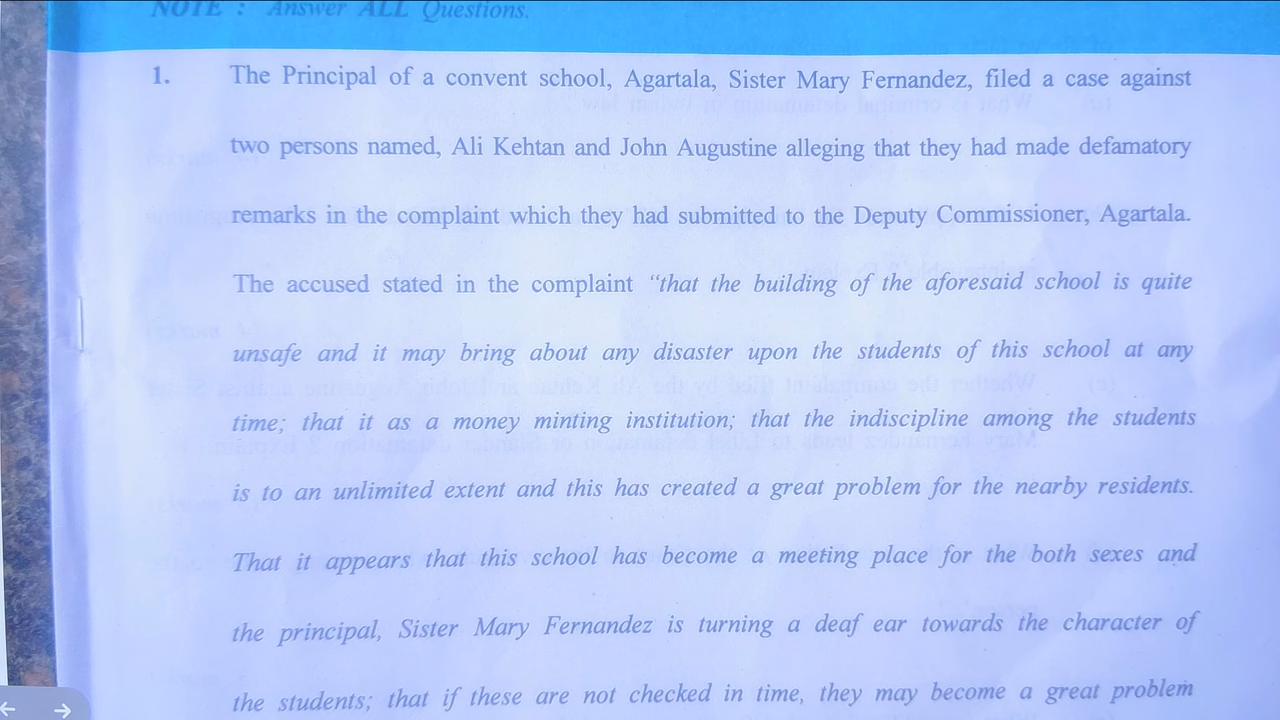 NOTE : Answer ALL Questions.
1. The Principal of a convent school, Agartala, Sister Mary Fernandez, filed a case against
two persons named, Ali Kehtan and John Augustine alleging that they had made defamatory
remarks in the complaint which they had submitted to the Deputy Commissioner, Agartala.
The accused stated in the complaint “that the building of the aforesaid school is quite
unsafe and it may bring about any disaster upon the students of this school at any
time; that it as a money minting institution; that the indiscipline among the students
is to an unlimited extent and this has created a great problem for the nearby residents.
That it appears that this school has become a meeting place for the both sexes and
the principal, Sister Mary Fernandez is turning a deaf ear towards the character of
the students; that if these are not checked in time, they may become a great problem